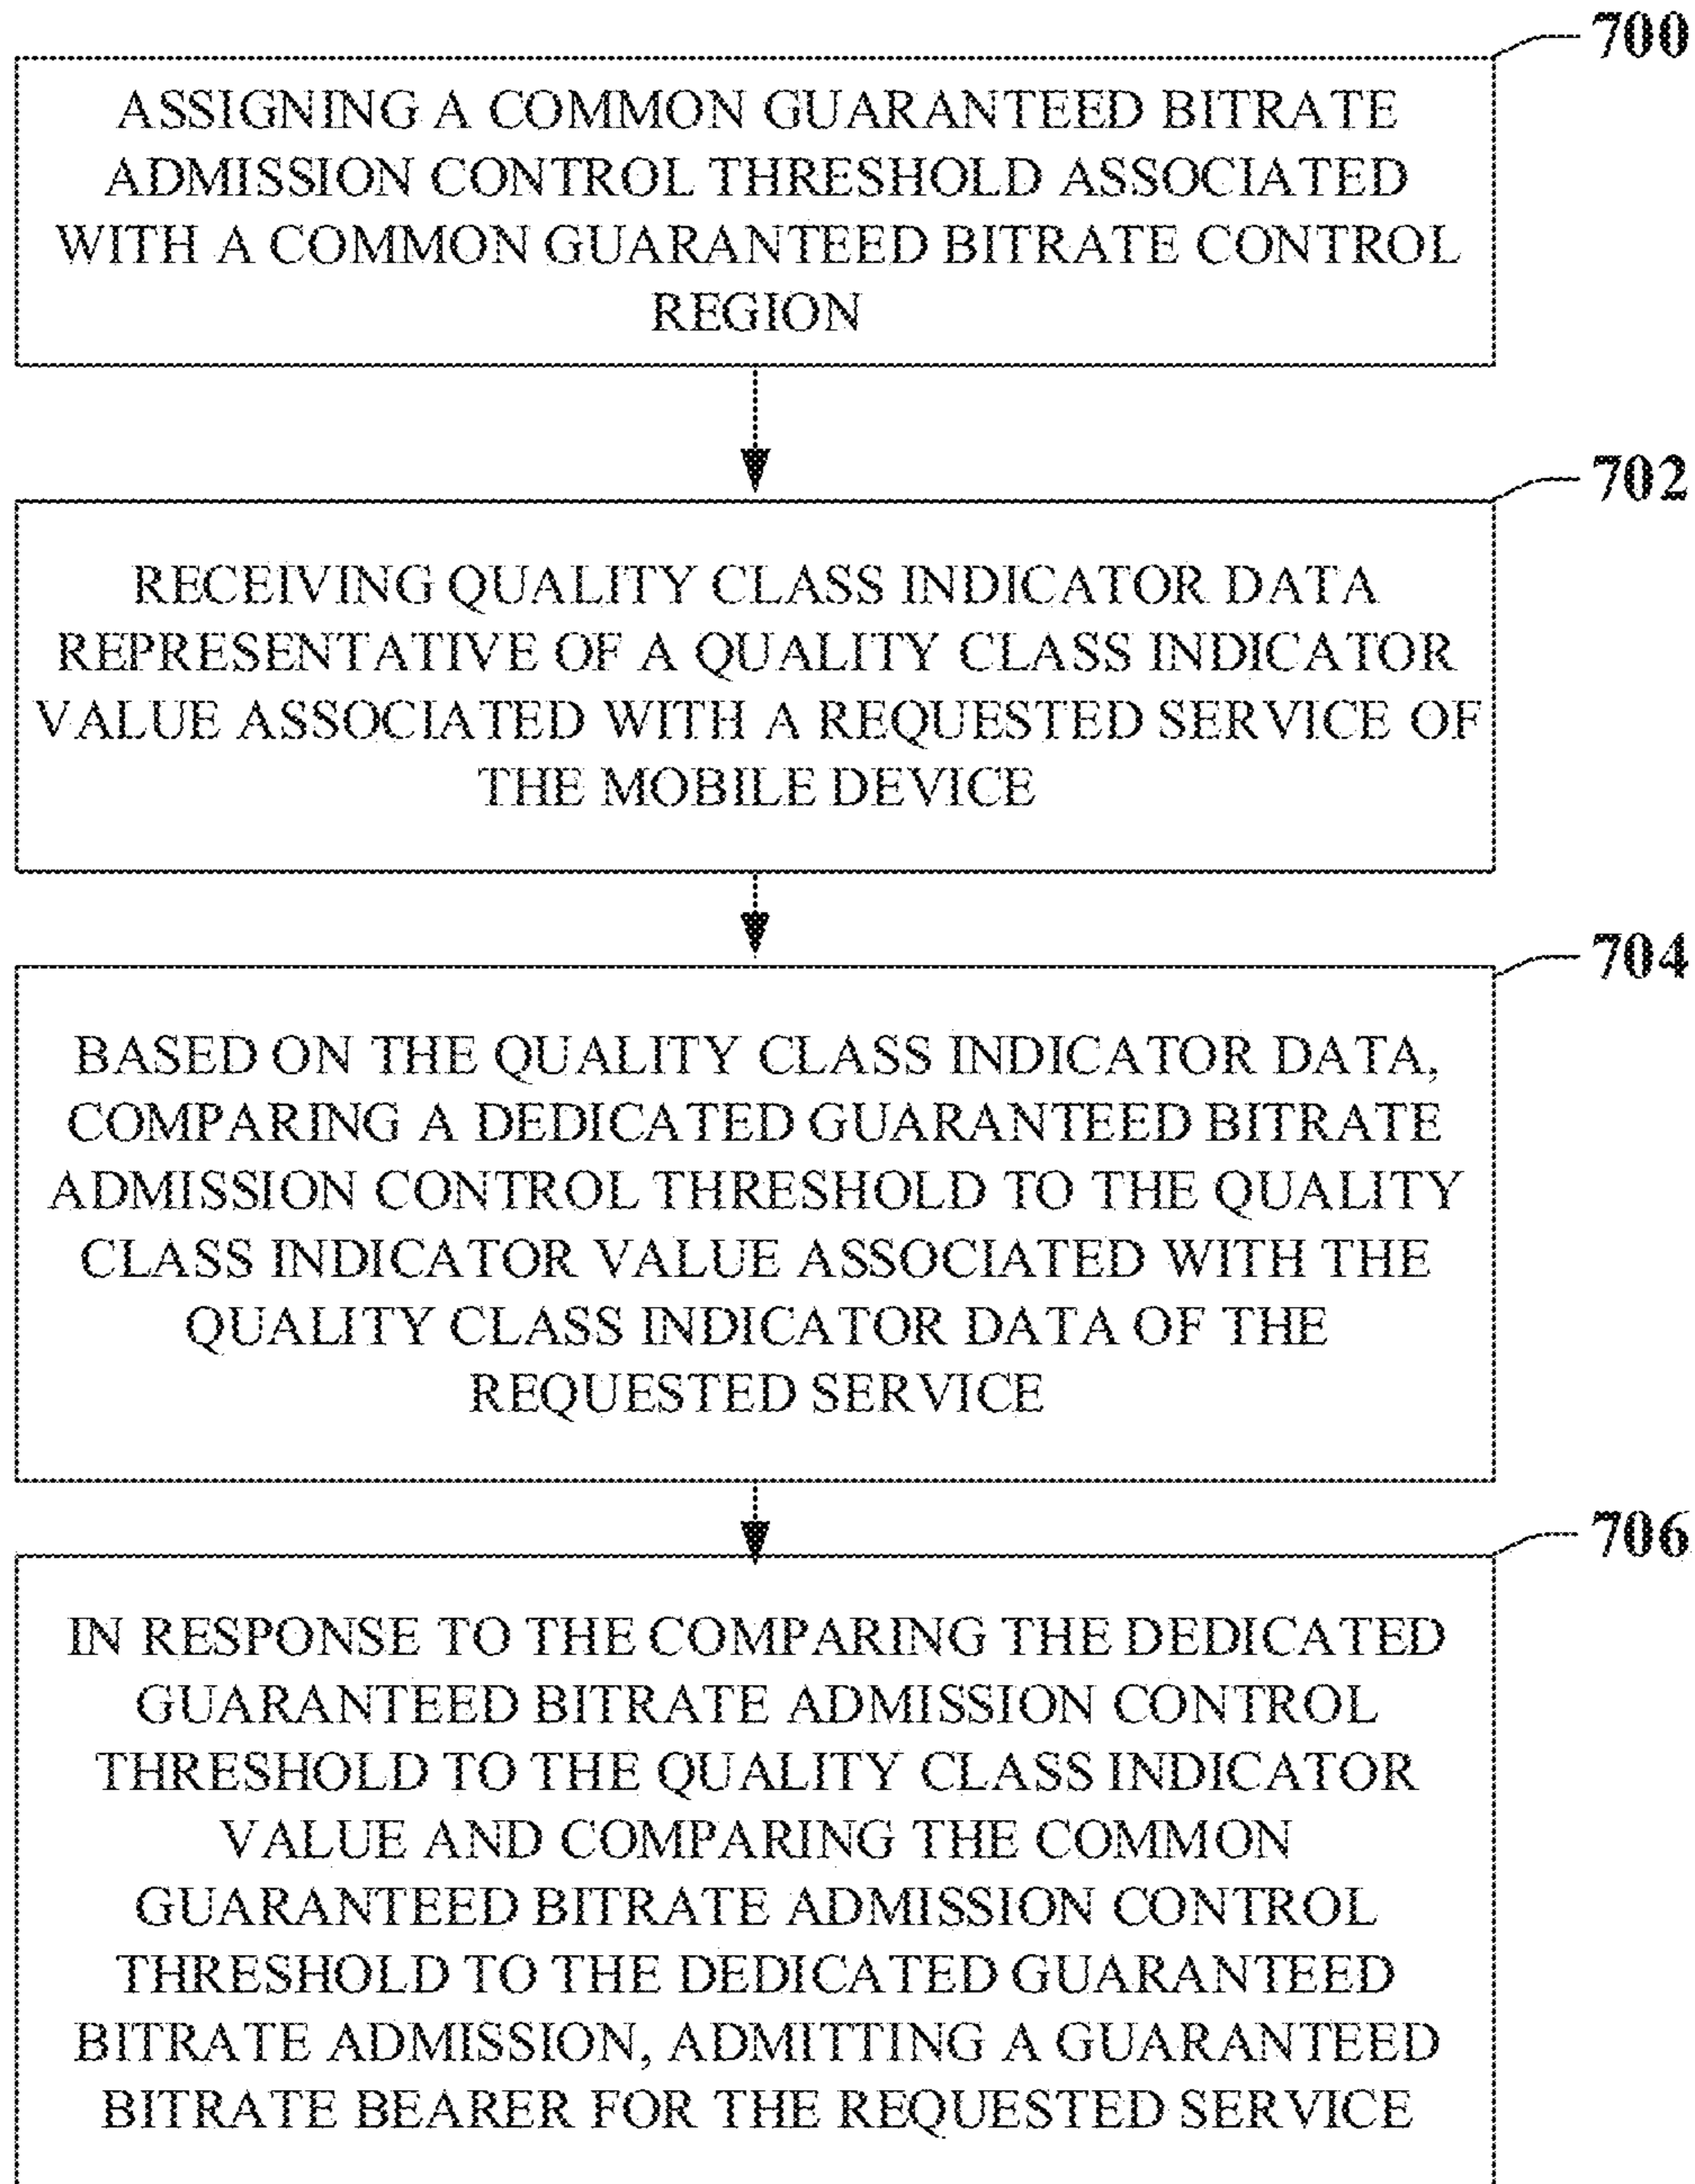 700
ASSIGNING A COMMON GUARANTEED BITRATE
ADMISSION CONTROL THRESHOLD ASSOCIATED
WITH A COMMON GUARANTEED BITRATE CONTROL
REGION
702
RECEIVING QUALITY CLASS INDICATOR DATA
REPRESENTATIVE OF A QUALITY CLASS INDICATOR
VALUE ASSOCIATED WITH A REQUESTED SERVICE OF
THE MOBILE DEVICE
704
BASED ON THE QUALITY CLASS INDICATOR DATA,
COMPARING A DEDICATED GUARANTEED BITRATE
ADMISSION CONTROL THRESHOLD TO THE QUALITY
CLASS INDICATOR VALUE ASSOCIATED WITH THE
QUALITY CLASS INDICATOR DATA OF THE
REQUESTED SERVICE
706
IN RESPONSE TO THE COMPARING THE DEDICATED
GUARANTEED BITRATE ADMISSION CONTROL
THRESHOLD TO THE QUALITY CLASS INDICATOR
VALUE AND COMPARING THE COMMON
GUARANTEED BITRATE ADMISSION CONTROL
THRESHOLD TO THE DEDICATED GUARANTEED
BITRATE ADMISSION, ADMITTING A GUARANTEED
BITRATE BEARER FOR THE REQUESTED SERVICE